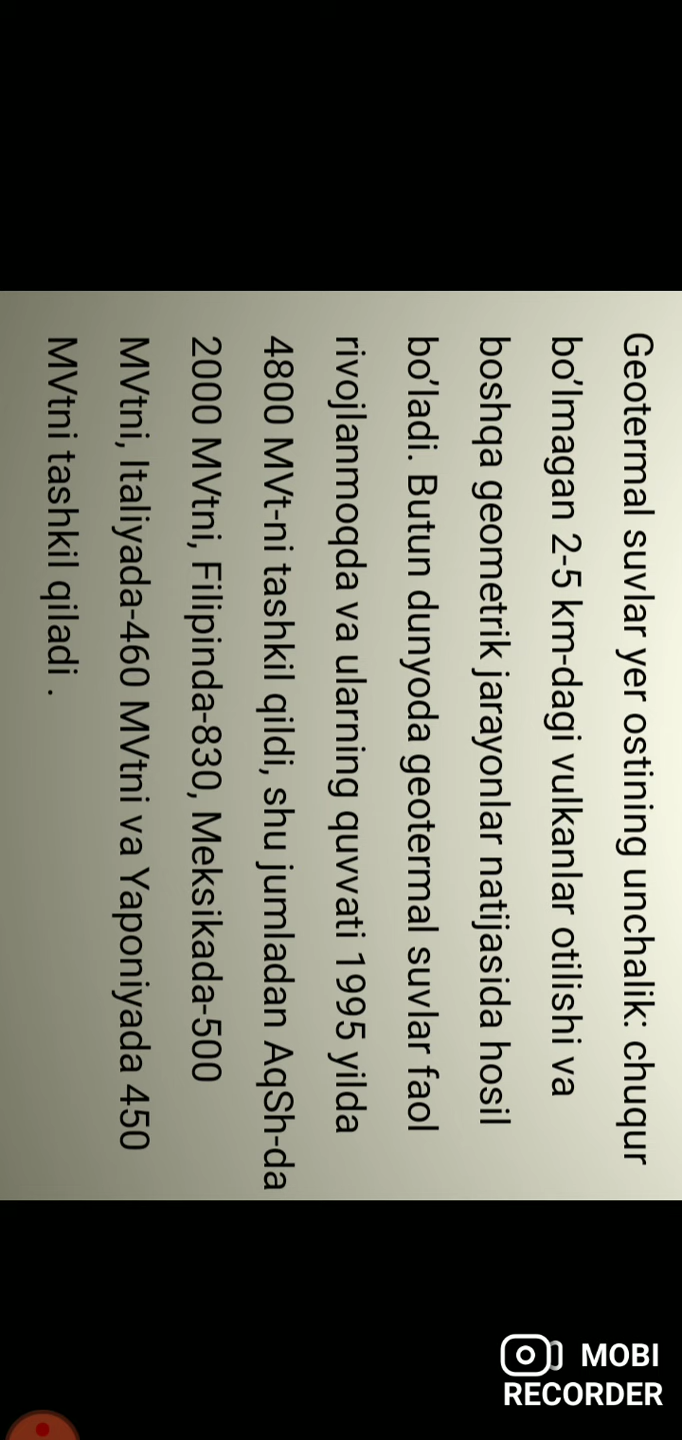 Geotermal suvlar yer ostining unchalik: chuqur
bo'lmagan 2-5 km-dagi vulkanlar otilishi va
boshqa geometrik jarayonlar natijasida hosil
bo'ladi. Butun dunyoda geotermal suvlar faol
rivojlanmoqda va ularning quvvati 1995 yilda
4800 MVt-ni tashkil qildi, shu jumladan AqSh-da
2000 MVtni, Filipinda-830, Meksikada-500
MVtni, Italiyada-460 MVtni va Yaponiyada 450
MVtni tashkil qiladi .
MOBI
RECORDER